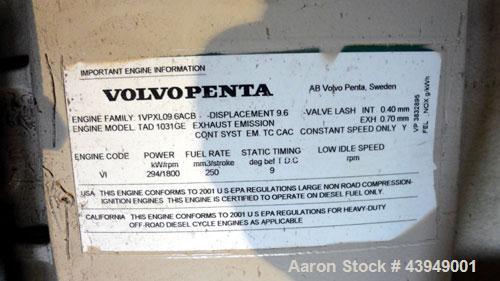 IMPORTANT ENGINE INFORMATION
VOLVO PENTA AB Volvo Penta, Sweden
ENGINE FAMILY: 1VPXL09.6ACB - -DISPLACEMENT 9.6 -VALVE LASH INT 0.40 mm
ENGINE MODEL TAD 1031GE EXHAUST EMISSION EXH 0.70 mm
CONT SYST EM. TC CAC CONSTANT SPEED ONLY Y
ENGINE CODE POWER FUEL RATE STATIC TIMING LOW IDLE SPEED
kW/rpm mm3/stroke deg bef T D C rpm
VI 294/1800 250 9
USA THIS ENGINE CONFORMS TO 2001 U S EPA REGULATIONS LARGE NON ROAD COMPRESSION-
IGNITION ENGINES THIS ENGINE IS CERTIFIED TO OPERATE ON DIESEL FUEL ONLY.
CALIFORNIA THIS ENGINE CONFORMS TO 2001 U S EPA REGULATIONS FOR HEAVY-DUTY
OFF-ROAD DIESEL CYCLE ENGINES AS APPLICABLE
VP 3832895
FEL , NOX g/kWh
Aaron Stock # 43949001